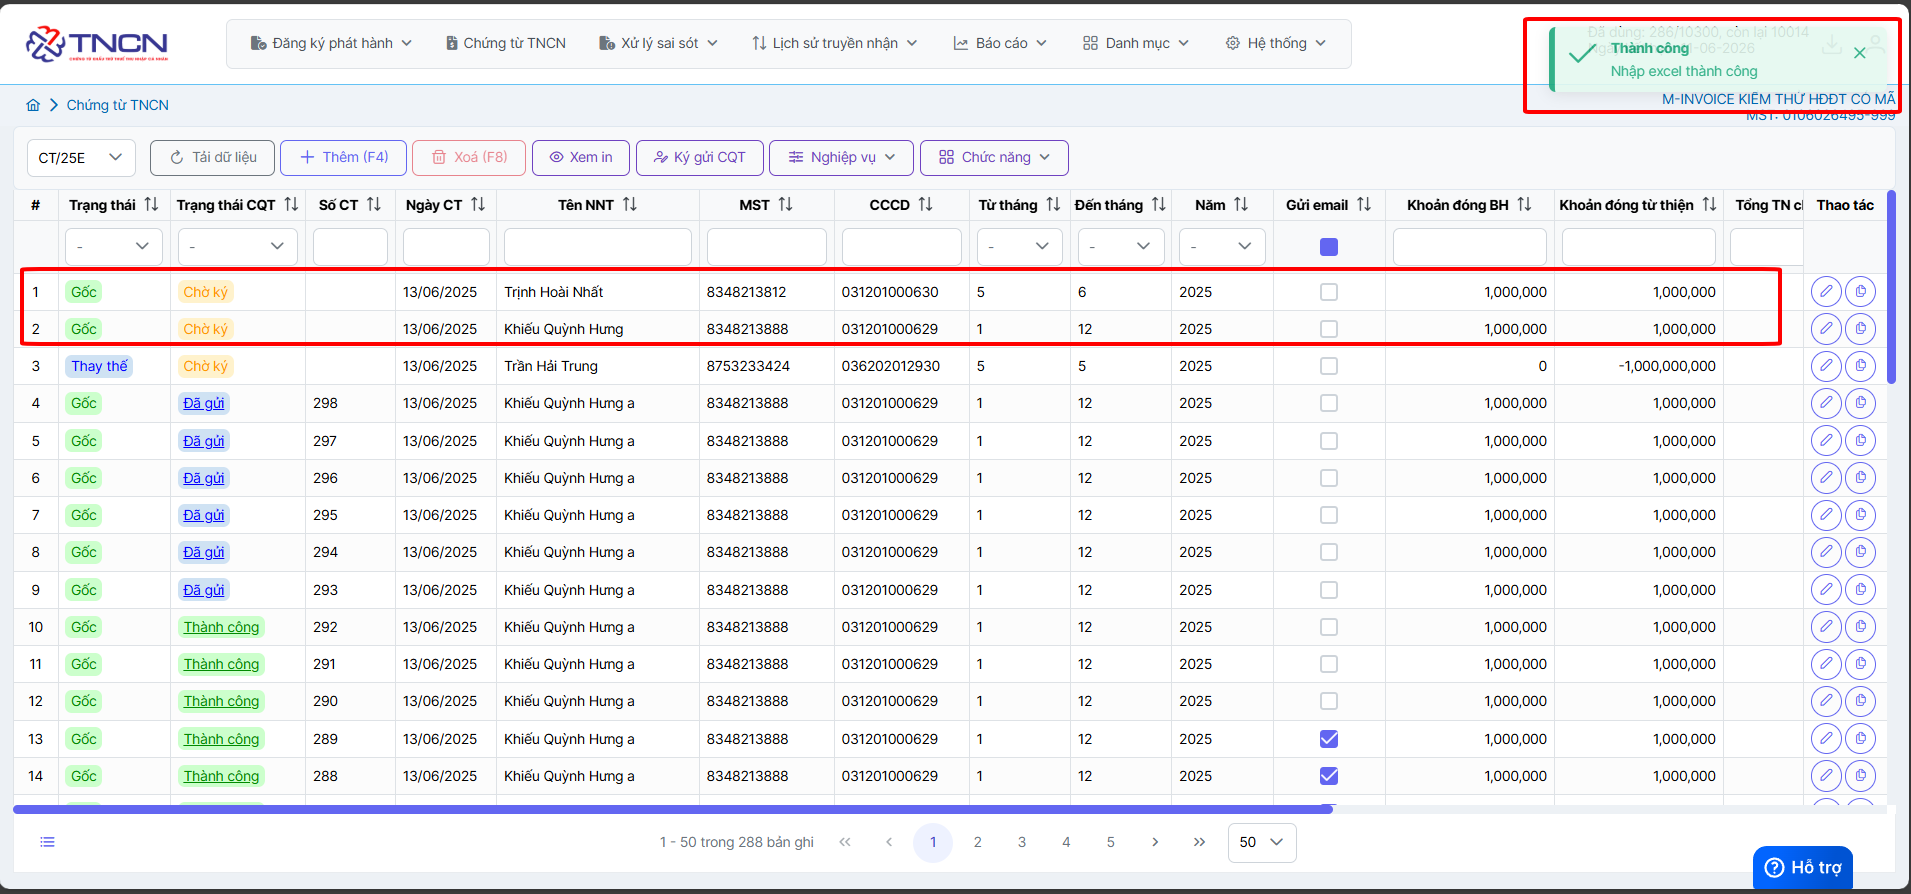 TNCN
CHỨNG TỪ KHẤU TRỪ THUẾ THU NHẬP CÁ NHÂN
Đăng ký phát hành
Chứng từ TNCN
Xử lý sai sót
Lịch sử truyền nhận
Báo cáo
Danh mục
Hệ thống
Đã dùng: 286/10300, còn lại 10014
Thành công
Nhập excel thành công
M-INVOICE KIỂM THỬ HĐĐT CÓ MÃ
MST: 0106026495-999
Chứng từ TNCN
CT/25E
Tải dữ liệu
Thêm (F4)
Xoá (F8)
Xem in
Ký gửi CQT
Nghiệp vụ
Chức năng
# Trạng thái Trạng thái CQT Số CT Ngày CT Tên NNT MST CCCD Từ tháng Đến tháng Năm Gửi email Khoản đóng BH Khoản đóng từ thiện Tổng TN Thao tác
- - - - -
1 Gốc Chờ ký 13/06/2025 Trịnh Hoài Nhất 8348213812 031201000630 5 6 2025 1,000,000 1,000,000
2 Gốc Chờ ký 13/06/2025 Khiếu Quỳnh Hưng 8348213888 031201000629 1 12 2025 1,000,000 1,000,000
3 Thay thế Chờ ký 13/06/2025 Trần Hải Trung 8753233424 036202012930 5 5 2025 0 -1,000,000,000
4 Gốc Đã gửi 298 13/06/2025 Khiếu Quỳnh Hưng a 8348213888 031201000629 1 12 2025 1,000,000 1,000,000
5 Gốc Đã gửi 297 13/06/2025 Khiếu Quỳnh Hưng a 8348213888 031201000629 1 12 2025 1,000,000 1,000,000
6 Gốc Đã gửi 296 13/06/2025 Khiếu Quỳnh Hưng a 8348213888 031201000629 1 12 2025 1,000,000 1,000,000
7 Gốc Đã gửi 295 13/06/2025 Khiếu Quỳnh Hưng a 8348213888 031201000629 1 12 2025 1,000,000 1,000,000
8 Gốc Đã gửi 294 13/06/2025 Khiếu Quỳnh Hưng a 8348213888 031201000629 1 12 2025 1,000,000 1,000,000
9 Gốc Đã gửi 293 13/06/2025 Khiếu Quỳnh Hưng a 8348213888 031201000629 1 12 2025 1,000,000 1,000,000
10 Gốc Thành công 292 13/06/2025 Khiếu Quỳnh Hưng a 8348213888 031201000629 1 12 2025 1,000,000 1,000,000
11 Gốc Thành công 291 13/06/2025 Khiếu Quỳnh Hưng a 8348213888 031201000629 1 12 2025 1,000,000 1,000,000
12 Gốc Thành công 290 13/06/2025 Khiếu Quỳnh Hưng a 8348213888 031201000629 1 12 2025 1,000,000 1,000,000
13 Gốc Thành công 289 13/06/2025 Khiếu Quỳnh Hưng a 8348213888 031201000629 1 12 2025 1,000,000 1,000,000
14 Gốc Thành công 288 13/06/2025 Khiếu Quỳnh Hưng a 8348213888 031201000629 1 12 2025 1,000,000 1,000,000
1 - 50 trong 288 bản ghi
1 2 3 4 5
50
Hỗ trợ